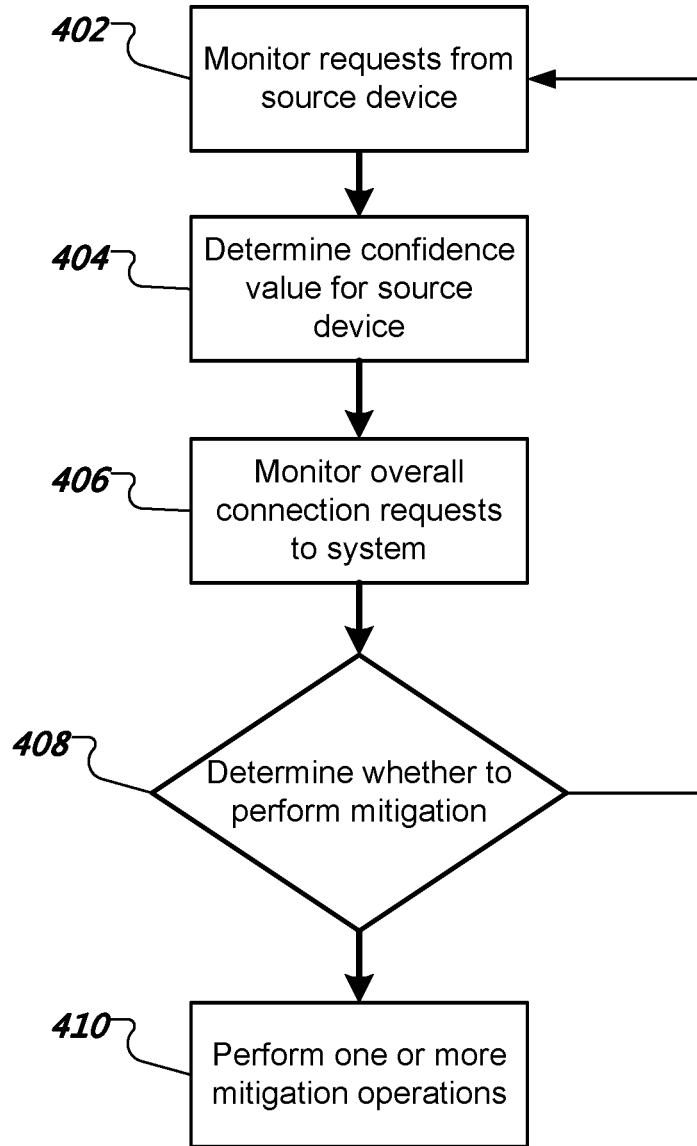 402
Monitor requests from
source device
404
Determine confidence
value for source
device
406
Monitor overall
connection requests
to system
408
Determine whether to
perform mitigation
410
Perform one or more
mitigation operations